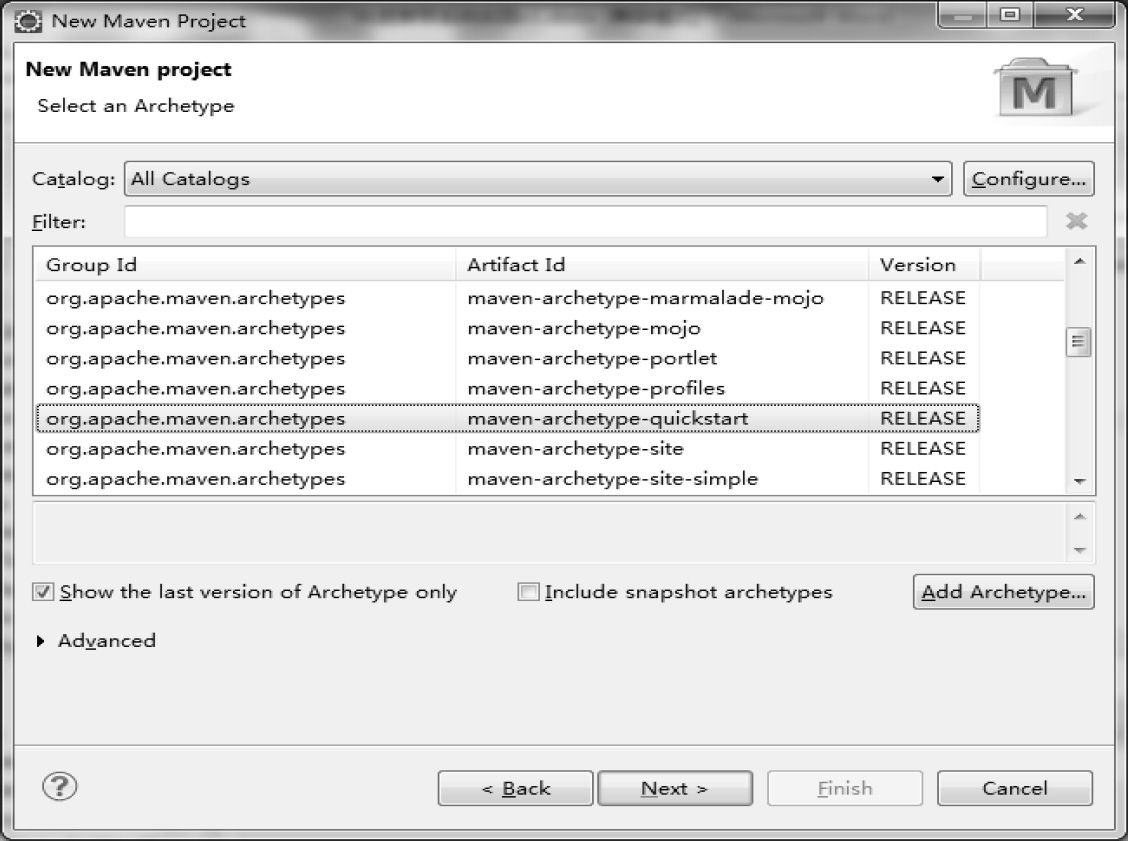 New Maven Project
New Maven project
Select an Archetype
M
Catalog: All Catalogs Configure...
Filter:
Group Id Artifact Id Version
org.apache.maven.archetypes maven-archetype-marmalade-mojo RELEASE
org.apache.maven.archetypes maven-archetype-mojo RELEASE
org.apache.maven.archetypes maven-archetype-portlet RELEASE
org.apache.maven.archetypes maven-archetype-profiles RELEASE
org.apache.maven.archetypes maven-archetype-quickstart RELEASE
org.apache.maven.archetypes maven-archetype-site RELEASE
org.apache.maven.archetypes maven-archetype-site-simple RELEASE
Show the last version of Archetype only Include snapshot archetypes Add Archetype...
Advanced
? < Back Next > Finish Cancel